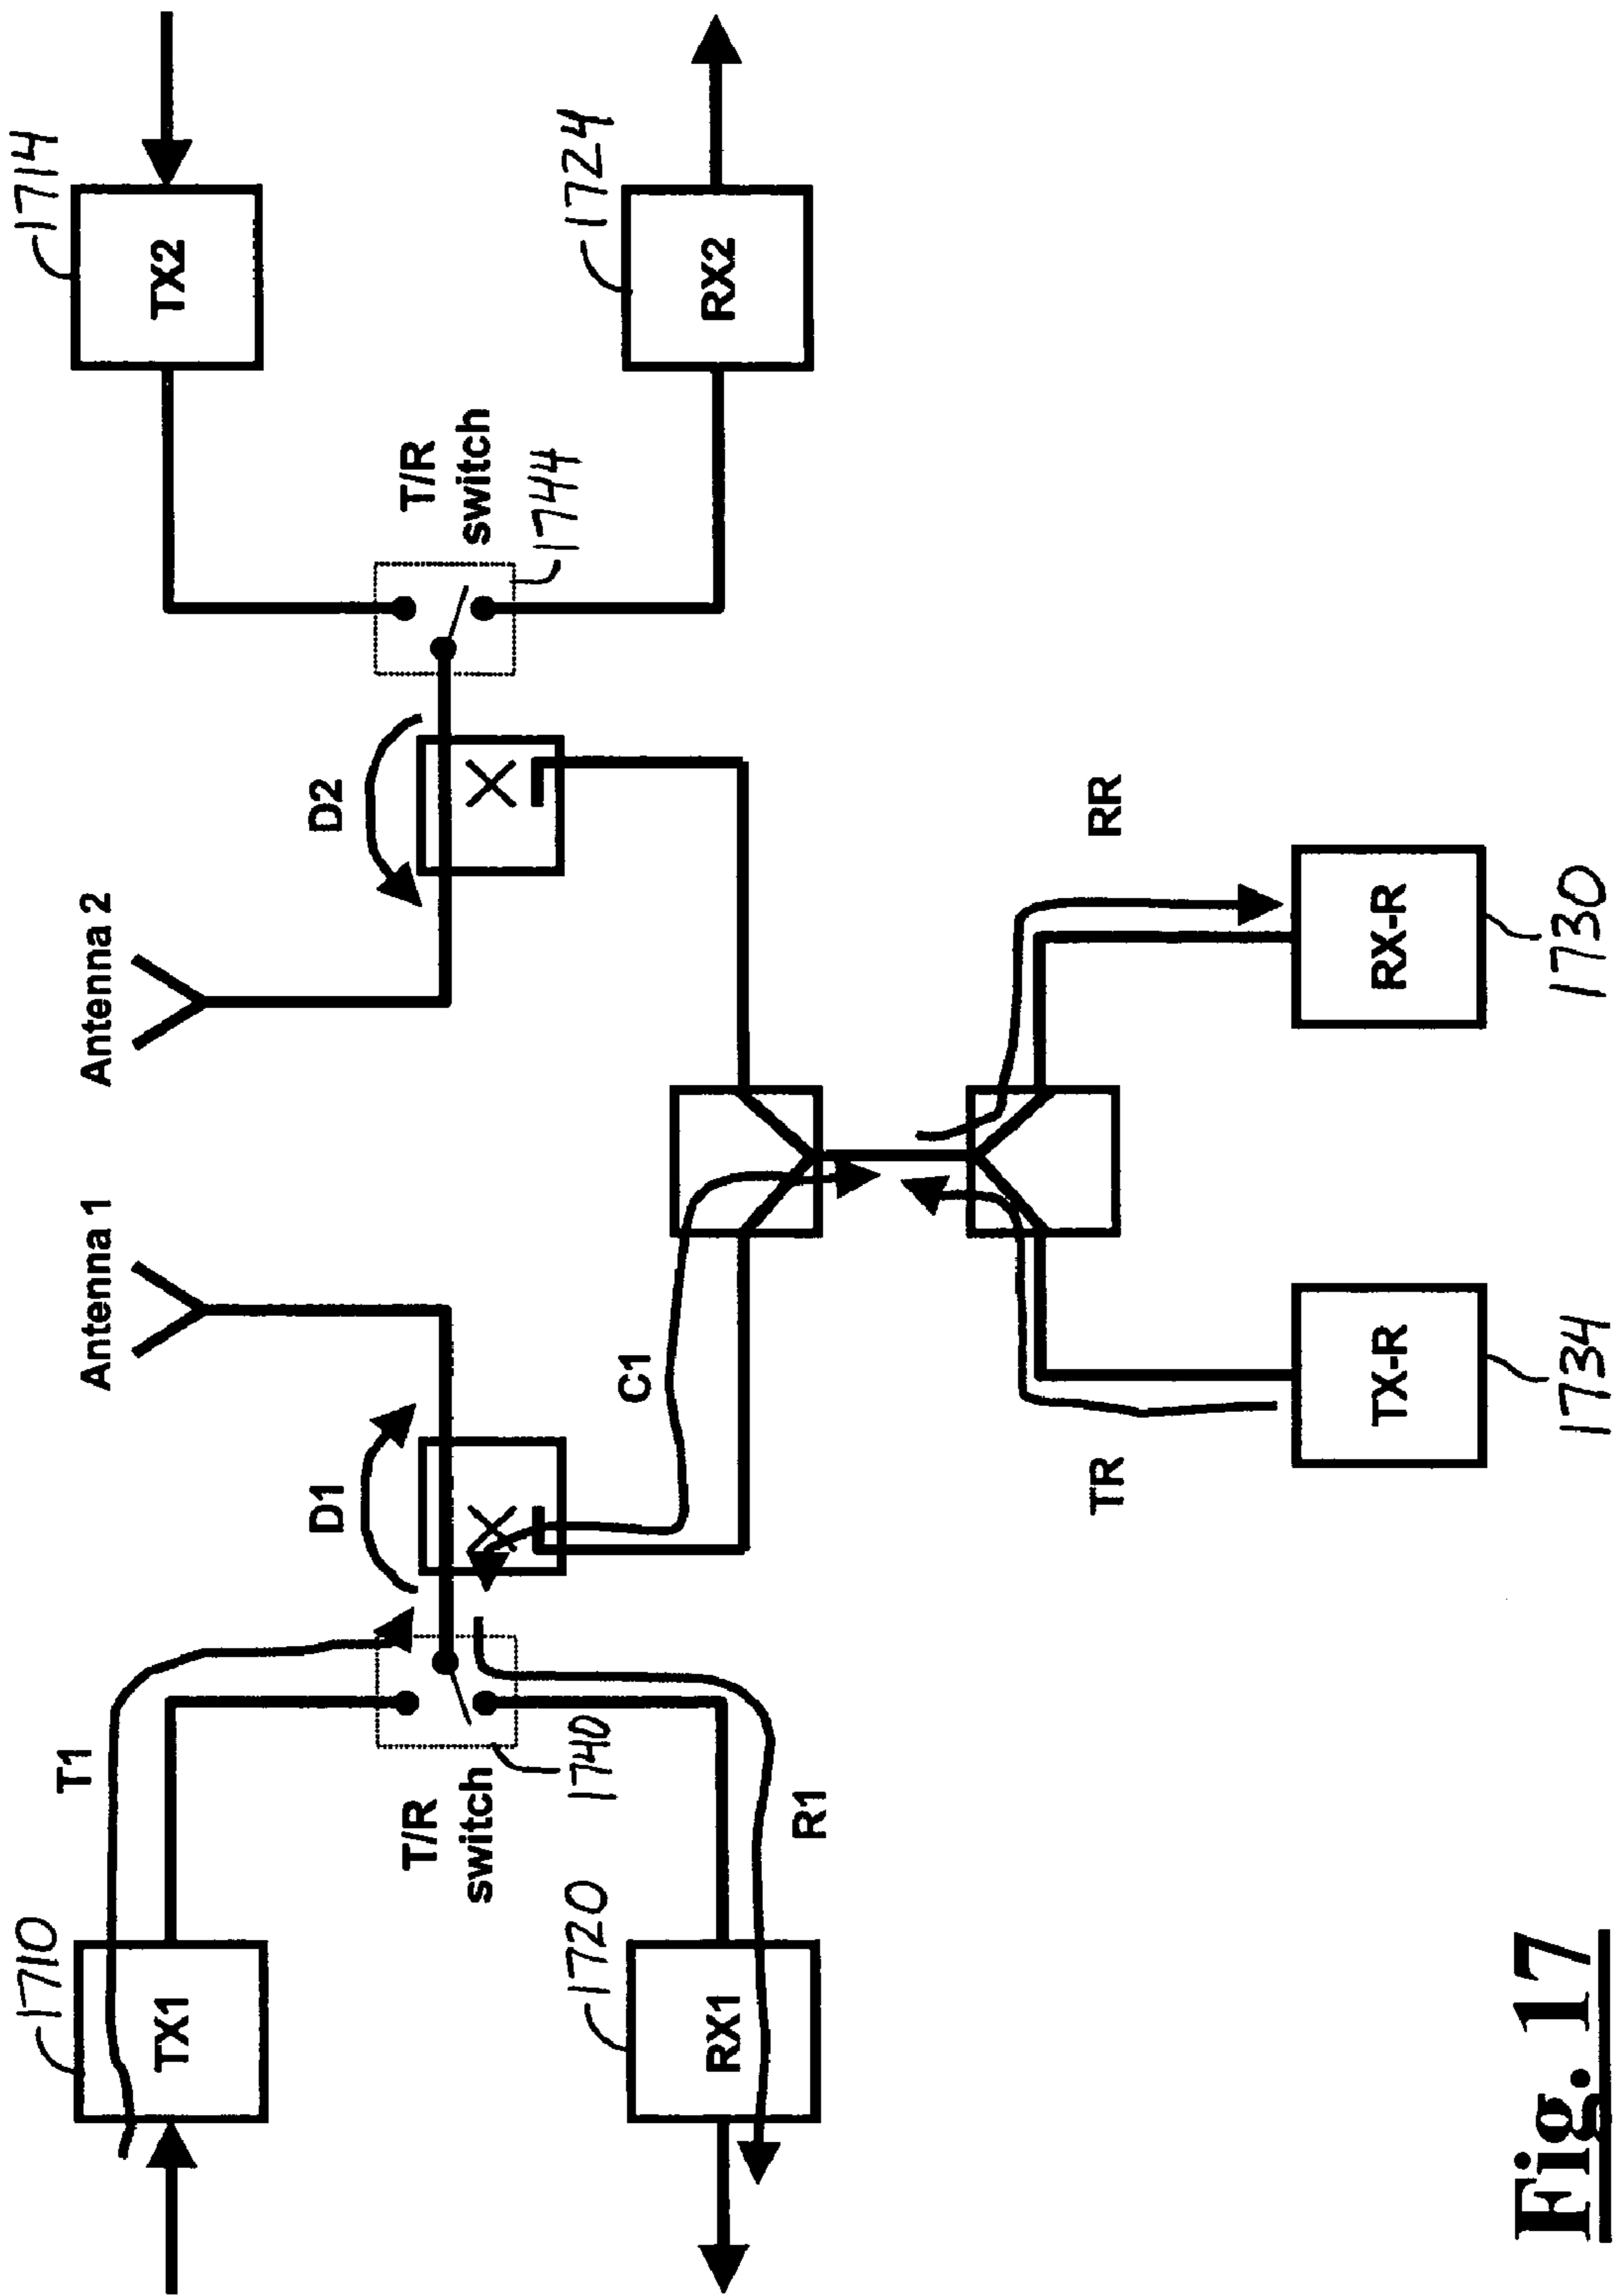 Antenna 1
Antenna 2
1710
TX1
T1
D1
D2
1714
TX2
T/R
switch
1740
T/R
switch
1744
1720
RX1
R1
C1
1724
RX2
TR
RR
TX-R
1734
RX-R
1730
Fig. 17